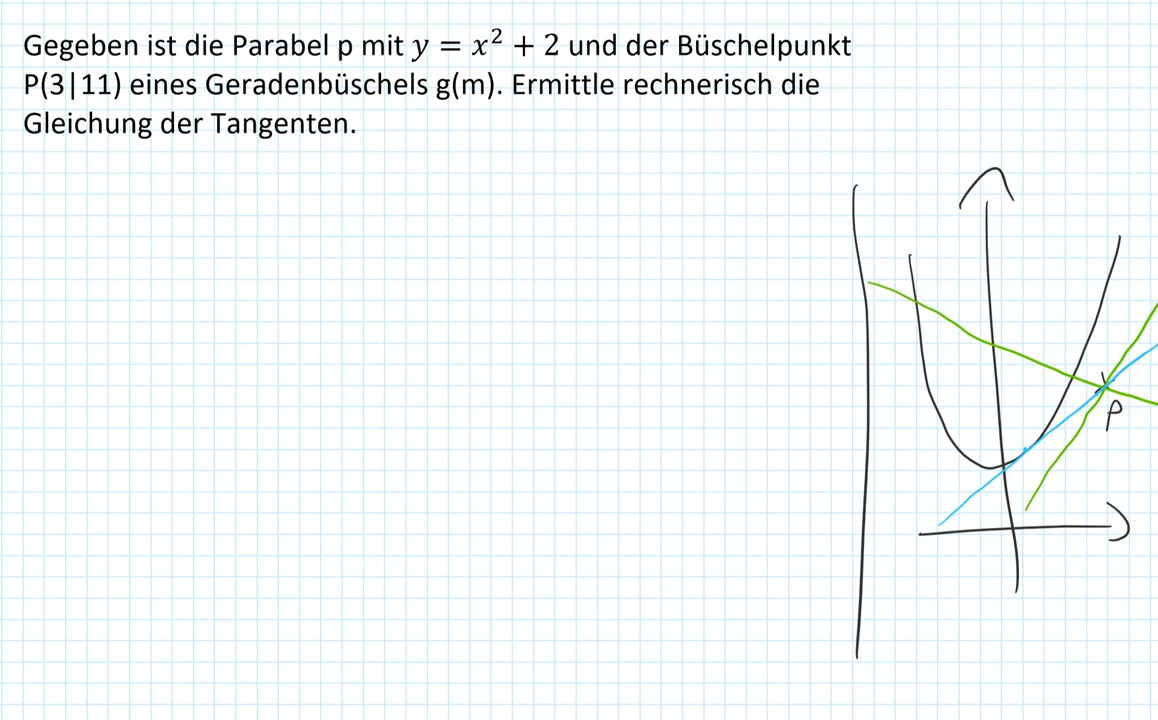 Gegeben ist die Parabel p mit y = x² + 2 und der Büschelpunkt
P(3|11) eines Geradenbüschels g(m). Ermittle rechnerisch die
Gleichung der Tangenten.
P